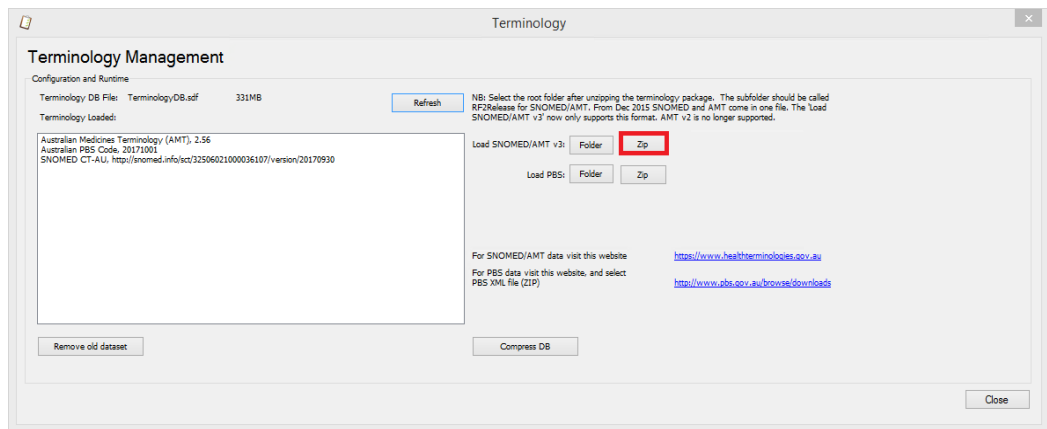 Terminology
Terminology Management
Configuration and Runtime
Terminology DB File: TerminologyDB.sdf 331MB
Refresh
Terminology Loaded:
Australian Medicines Terminology (AMT), 2.56
Australian PBS Code, 20171001
SNOMED CT-AU, http://snomed.info/sct/32506021000036107/version/20170930
NB: Select the root folder after unzipping the terminology package. The subfolder should be called
RF2Release for SNOMED/AMT. From Dec 2015 SNOMED and AMT come in one file. The 'Load
SNOMED/AMT v3' now only supports this format. AMT v2 is no longer supported.
Load SNOMED/AMT v3: Folder Zip
Load PBS: Folder Zip
For SNOMED/AMT data visit this website https://www.healthterminologies.gov.au
For PBS data visit this website, and select
PBS XML file (ZIP) http://www.pbs.gov.au/browse/downloads
Remove old dataset
Compress DB
Close